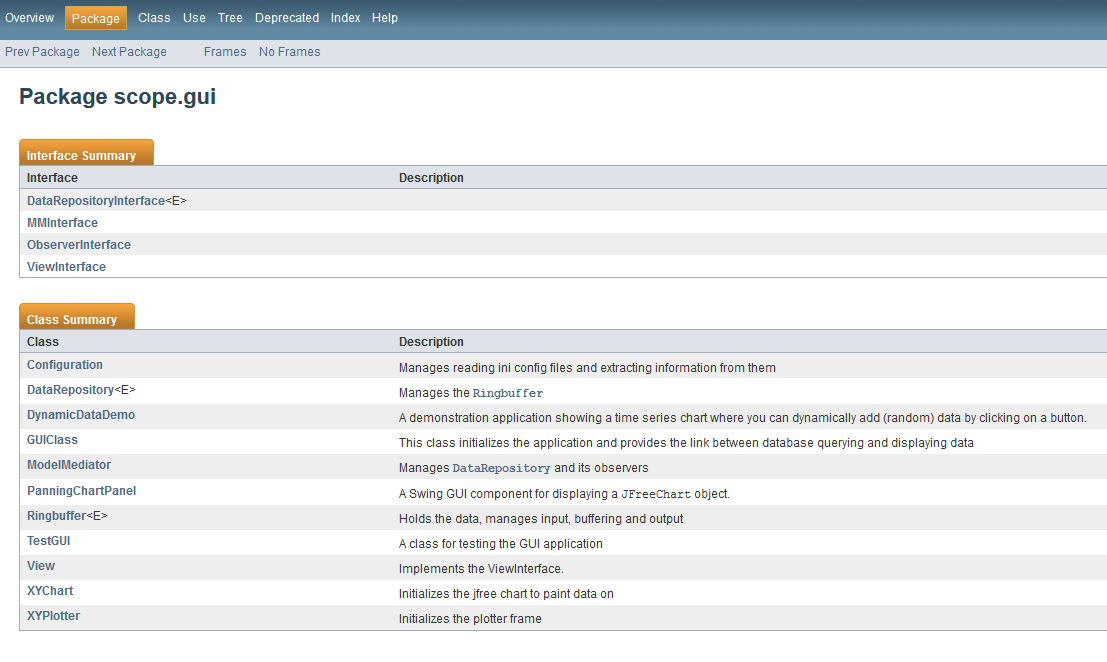 Overview Package Class Use Tree Deprecated Index Help
Prev Package Next Package Frames No Frames
Package scope.gui
Interface Summary
Interface Description
DataRepositoryInterface<E>
MMInterface
ObserverInterface
ViewInterface
Class Summary
Class Description
Configuration Manages reading ini config files and extracting information from them
DataRepository<E> Manages the Ringbuffer
DynamicDataDemo A demonstration application showing a time series chart where you can dynamically add (random) data by clicking on a button.
GUIClass This class initializes the application and provides the link between database querying and displaying data
ModelMediator Manages DataRepository and its observers
PanningChartPanel A Swing GUI component for displaying a JFreeChart object.
Ringbuffer<E> Holds the data, manages input, buffering and output
TestGUI A class for testing the GUI application
View Implements the ViewInterface.
XYChart Initializes the jfree chart to paint data on
XYPlotter Initializes the plotter frame